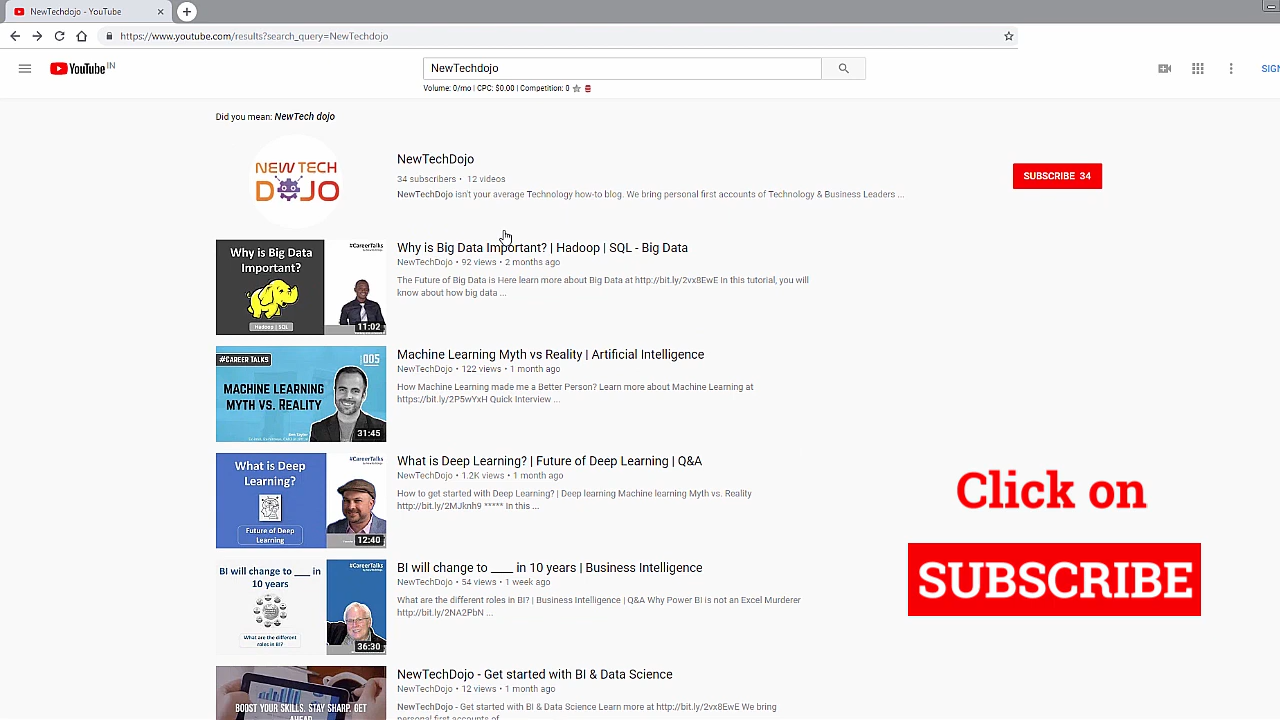 NewTechdojo - YouTube
https://www.youtube.com/results?search_query=NewTechdojo
YouTube IN
NewTechdojo
SIGN
Volume: 0/mo | CPC: $0.00 | Competition: 0
Did you mean: NewTech dojo
NEW TECH
DOJO
NewTechDojo
34 subscribers • 12 videos
NewTechDojo isn't your average Technology how-to blog. We bring personal first accounts of Technology & Business Leaders ...
SUBSCRIBE 34
Why is Big Data
Important?
#CareerTalks
Hadoop | SQL
11:02
Why is Big Data Important? | Hadoop | SQL - Big Data
NewTechDojo • 92 views • 2 months ago
The Future of Big Data is Here learn more about Big Data at http://bit.ly/2vx8EwE In this tutorial, you will
know about how big data ...
#CAREER TALKS
005
MACHINE LEARNING
MYTH VS. REALITY
31:45
Machine Learning Myth vs Reality | Artificial Intelligence
NewTechDojo • 122 views • 1 month ago
How Machine Learning made me a Better Person? Learn more about Machine Learning at
https://bit.ly/2P5wYxH Quick Interview ...
What is Deep
Learning?
#CareerTalks
Future of Deep
Learning
12:40
What is Deep Learning? | Future of Deep Learning | Q&A
NewTechDojo • 1.2K views • 1 month ago
How to get started with Deep Learning? | Deep learning Machine learning Myth vs. Reality
http://bit.ly/2MJknh9 ***** In this ...
BI will change to ___ in
10 years
#CareerTalks
What are the different
roles in BI?
36:30
BI will change to ____ in 10 years | Business Intelligence
NewTechDojo • 54 views • 1 week ago
What are the different roles in BI? | Business Intelligence | Q&A Why Power BI is not an Excel Murderer
http://bit.ly/2NA2PbN ...
Click on
SUBSCRIBE
BOOST YOUR SKILLS. STAY SHARP. GET
AHEAD
NewTechDojo - Get started with BI & Data Science
NewTechDojo • 12 views • 1 month ago
NewTechDojo - Get started with BI & Data Science Learn more at http://bit.ly/2vx8EwE We bring
personal first accounts of